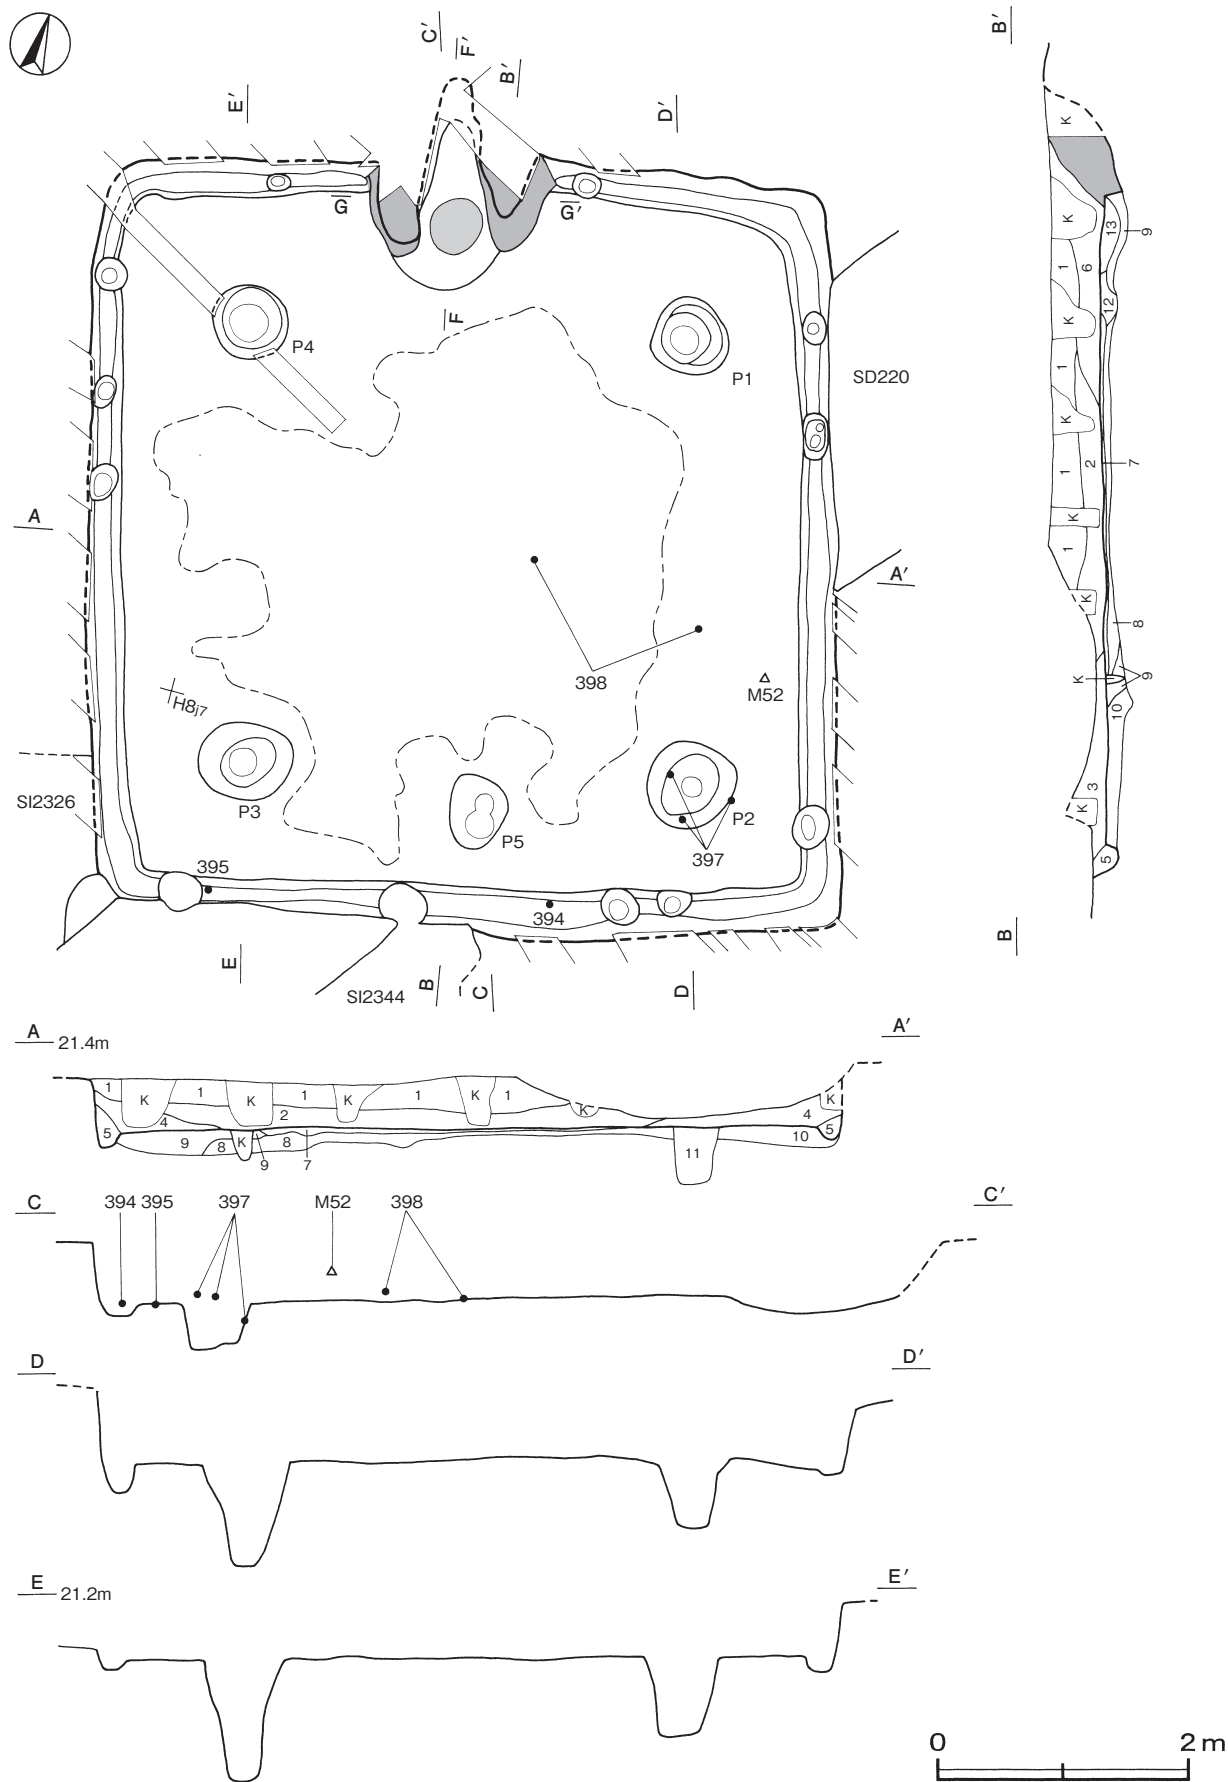 C′
F′
B′
E′
D′
B′
G
G′
F
P4
P1
SD220
A
A′
398
M52
H8j7
SI2326
P3
P5
P2
397
395
394
E
SI2344
B
C
D
K
K
13
9
1
6
12
K
1
K
2
7
1
K
1
K
8
K
9
10
3
K
5
B
A 21.4m
A′
1
K
1
K
1
K
1
K
1
K
K
4
2
4
5
5
9
8
K
9
8
7
10
11
C
394 395 397 M52 398
C′
D
D′
E 21.2m
E′
0 2m